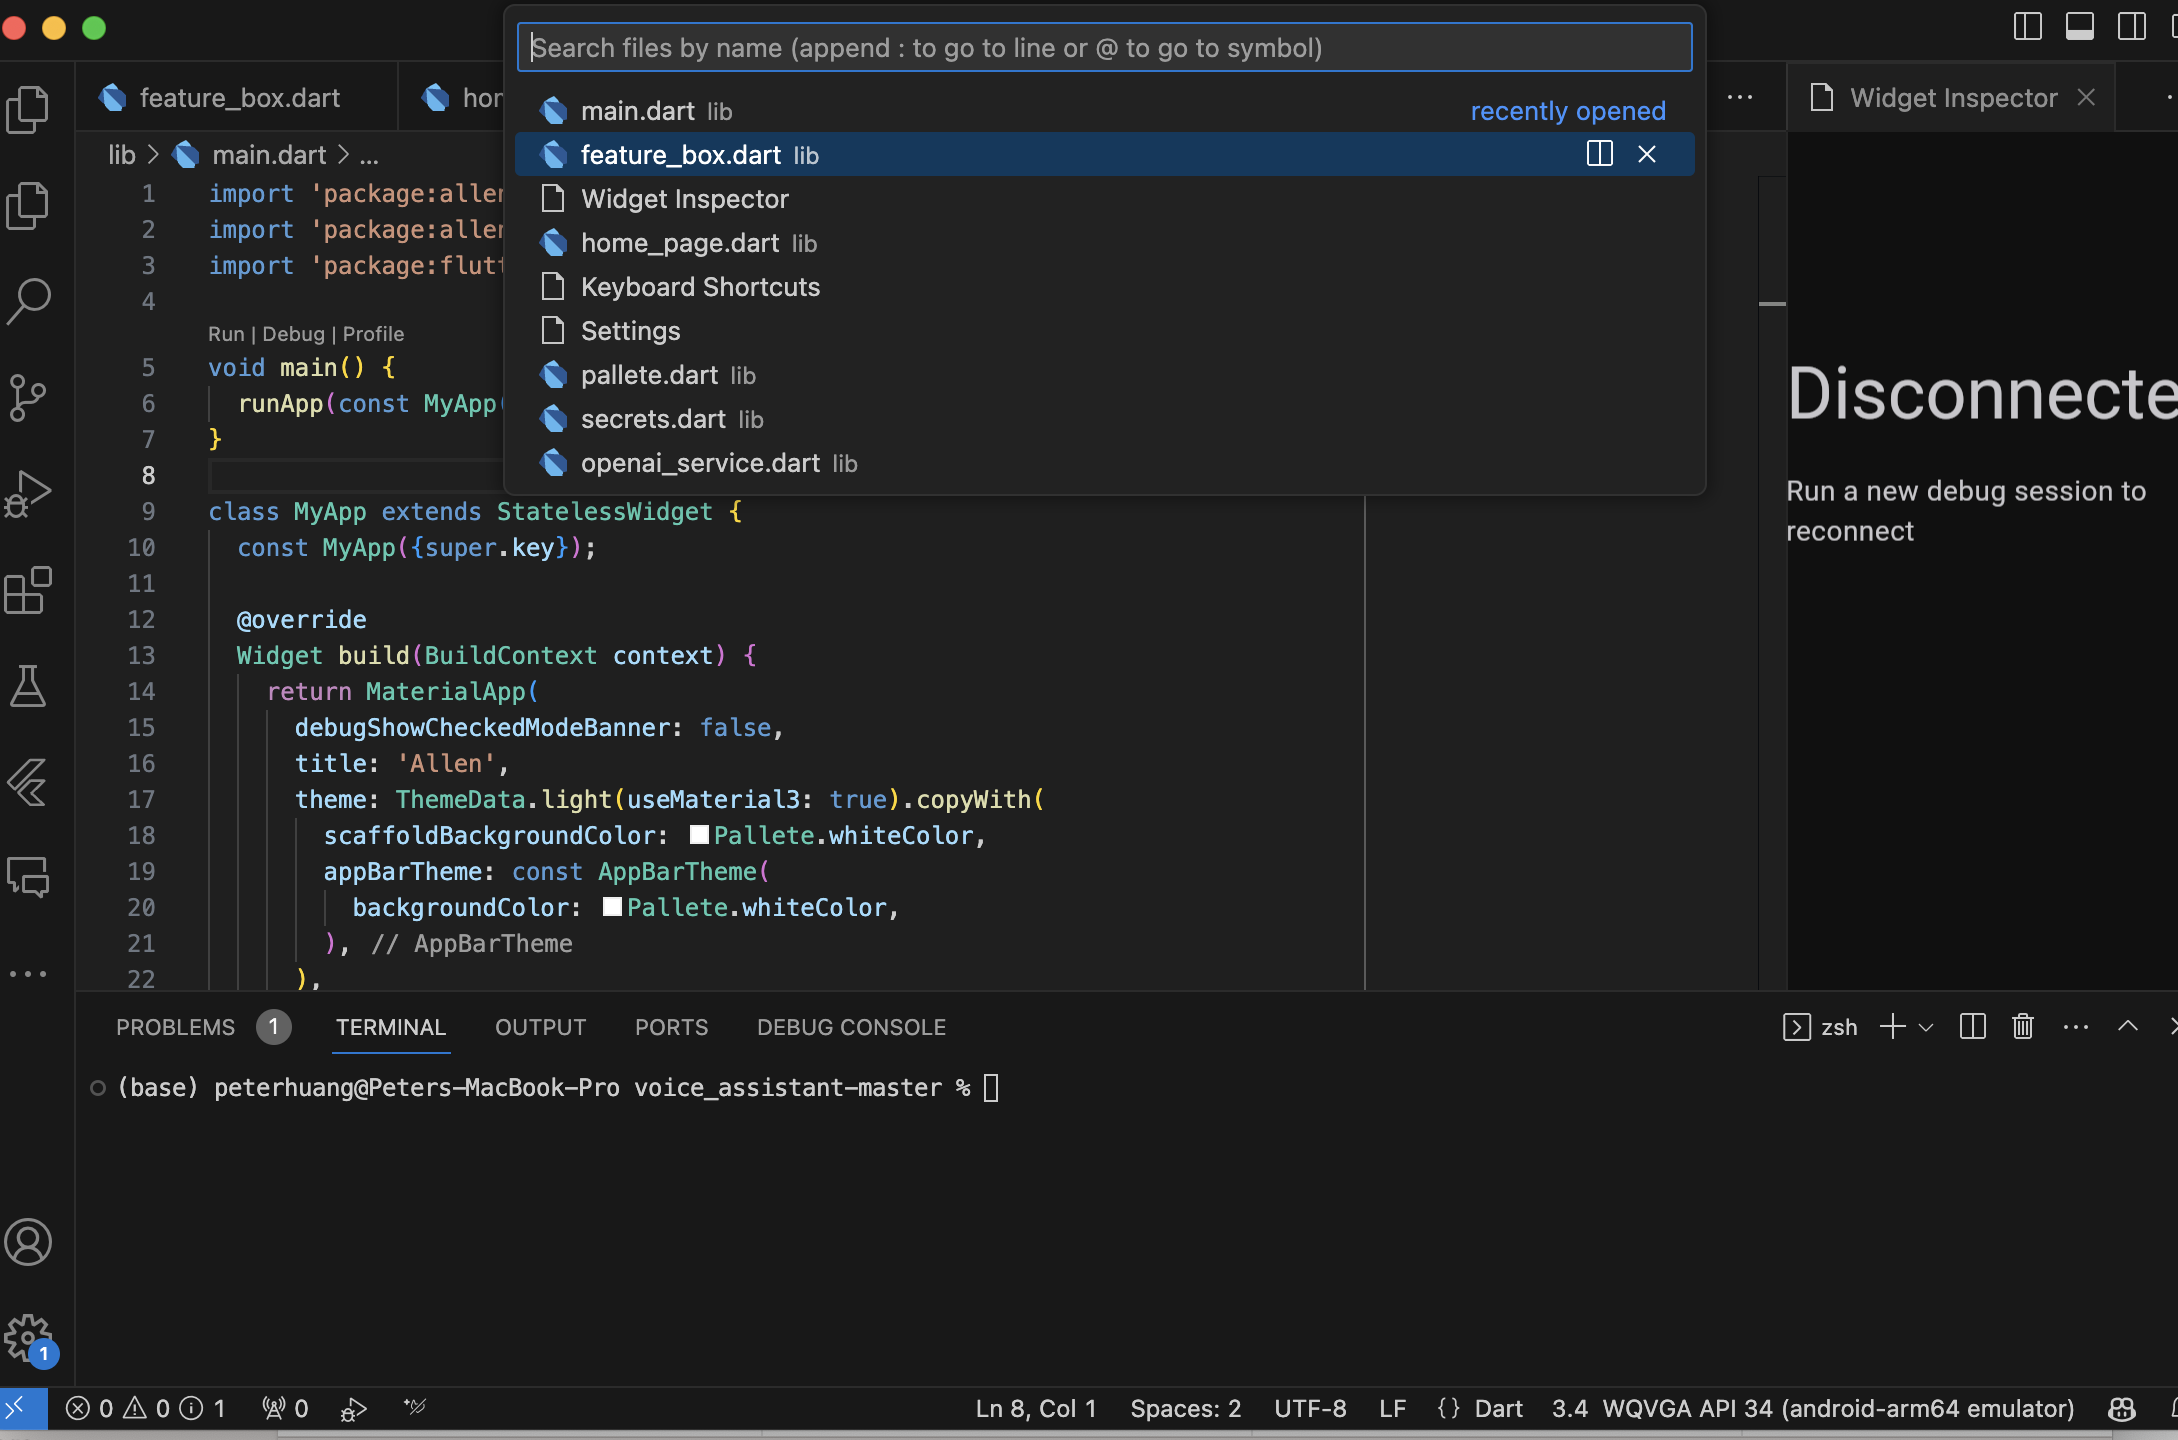 Search files by name (append : to go to line or @ to go to symbol)
main.dart lib recently opened
feature_box.dart lib
Widget Inspector
home_page.dart lib
Keyboard Shortcuts
Settings
pallete.dart lib
secrets.dart lib
openai_service.dart lib
feature_box.dart
Widget Inspector
lib > main.dart > ...
1 import 'package:
2 import 'package:
3 import 'package:
4
Run | Debug | Profile
5 void main() {
6 runApp(const MyApp
7 }
8
9 class MyApp extends StatelessWidget {
10 const MyApp({super.key});
11
12 @override
13 Widget build(BuildContext context) {
14 return MaterialApp(
15 debugShowCheckedModeBanner: false,
16 title: 'Allen',
17 theme: ThemeData.light(useMaterial3: true).copyWith(
18 scaffoldBackgroundColor: Pallete.whiteColor,
19 appBarTheme: const AppBarTheme(
20 backgroundColor: Pallete.whiteColor,
21 ), // AppBarTheme
22 ),
Disconnecte
Run a new debug session to
reconnect
PROBLEMS 1 TERMINAL OUTPUT PORTS DEBUG CONSOLE
zsh
(base) peterhuang@Peters-MacBook-Pro voice_assistant-master %
1
0 0 1 0 Ln 8, Col 1 Spaces: 2 UTF-8 LF {} Dart 3.4 WQVGA API 34 (android-arm64 emulator)